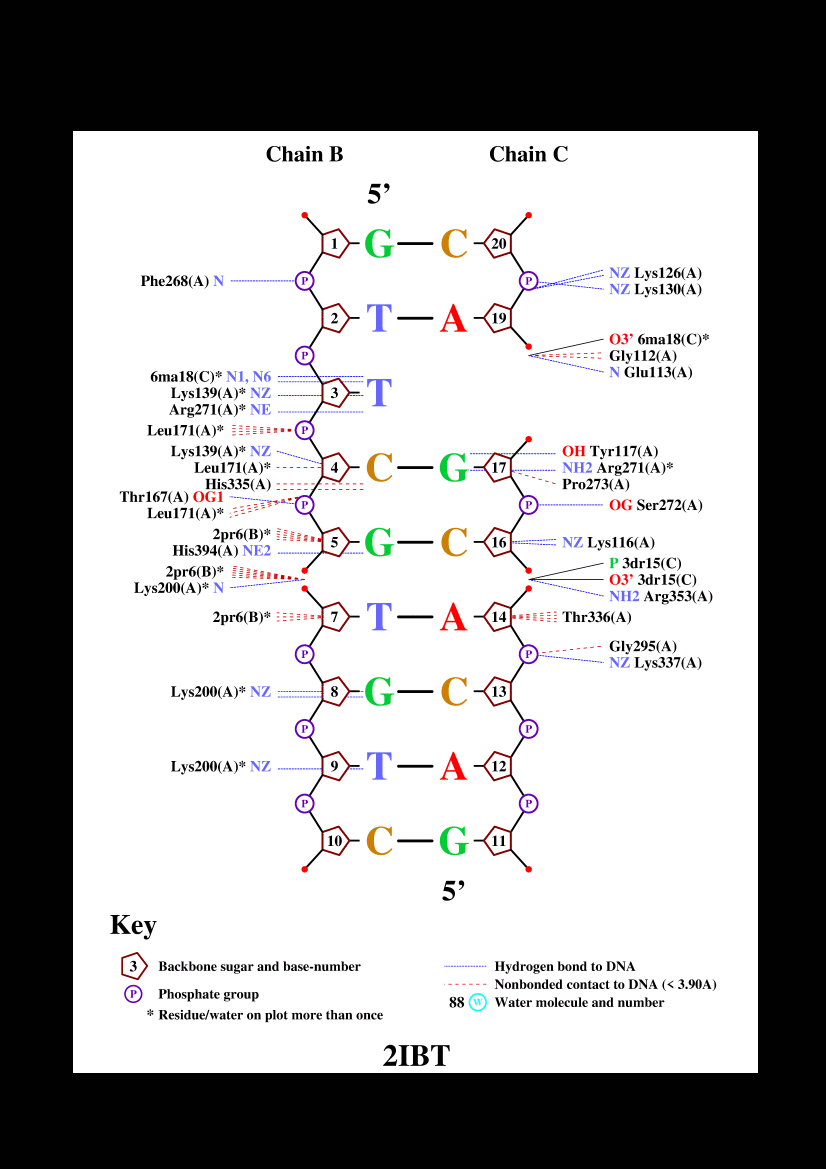 Chain B Chain C
5’
1 G C 20
Phe268(A) N P P NZ Lys126(A)
NZ Lys130(A)
2 T A 19
P O3’ 6ma18(C)*
Gly112(A)
N Glu113(A)
6ma18(C)* N1, N6
Lys139(A)* NZ 3 T
Arg271(A)* NE
Leu171(A)* P
Lys139(A)* NZ OH Tyr117(A)
Leu171(A)* 4 C G 17 NH2 Arg271(A)*
His335(A) Pro273(A)
Thr167(A) OG1 P P OG Ser272(A)
Leu171(A)*
2pr6(B)* 5 G C 16 NZ Lys116(A)
His394(A) NE2
P 3dr15(C)
2pr6(B)* O3’ 3dr15(C)
Lys200(A)* N NH2 Arg353(A)
2pr6(B)* 7 T A 14 Thr336(A)
P P Gly295(A)
NZ Lys337(A)
Lys200(A)* NZ 8 G C 13
P P
Lys200(A)* NZ 9 T A 12
P P
10 C G 11
5’
Key
3 Backbone sugar and base-number
P Phosphate group
* Residue/water on plot more than once
Hydrogen bond to DNA
Nonbonded contact to DNA (< 3.90A)
88 W Water molecule and number
2IBT